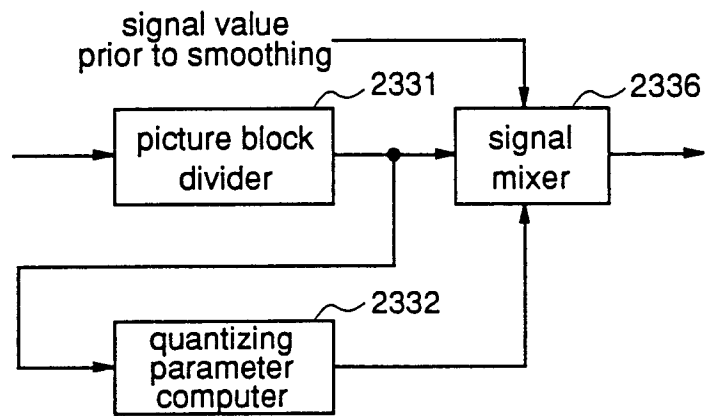 signal value
prior to smoothing
2331
2336
picture block
divider
signal
mixer
2332
quantizing
parameter
computer